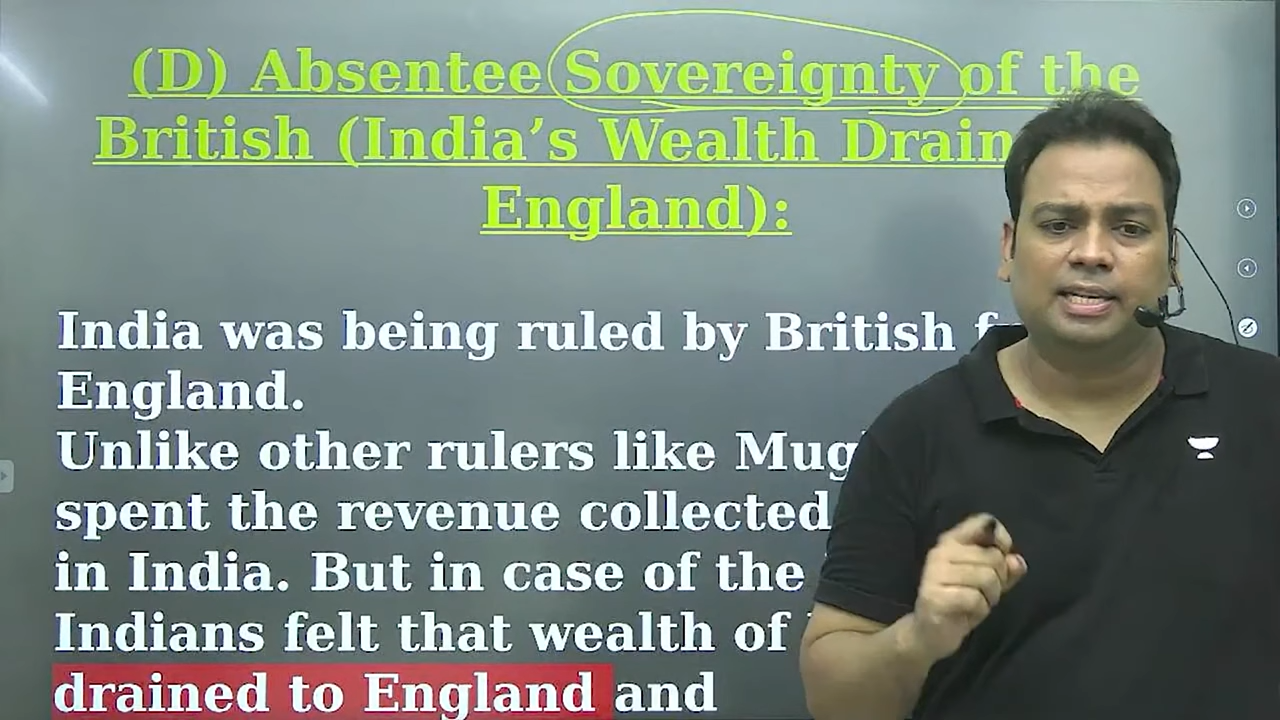 (D) Absentee Sovereignty of the
British (India’s Wealth Drain
England):
India was being ruled by British
England.
Unlike other rulers like
spent the revenue collected
in India. But in case of the
Indians felt that wealth of
drained to England and